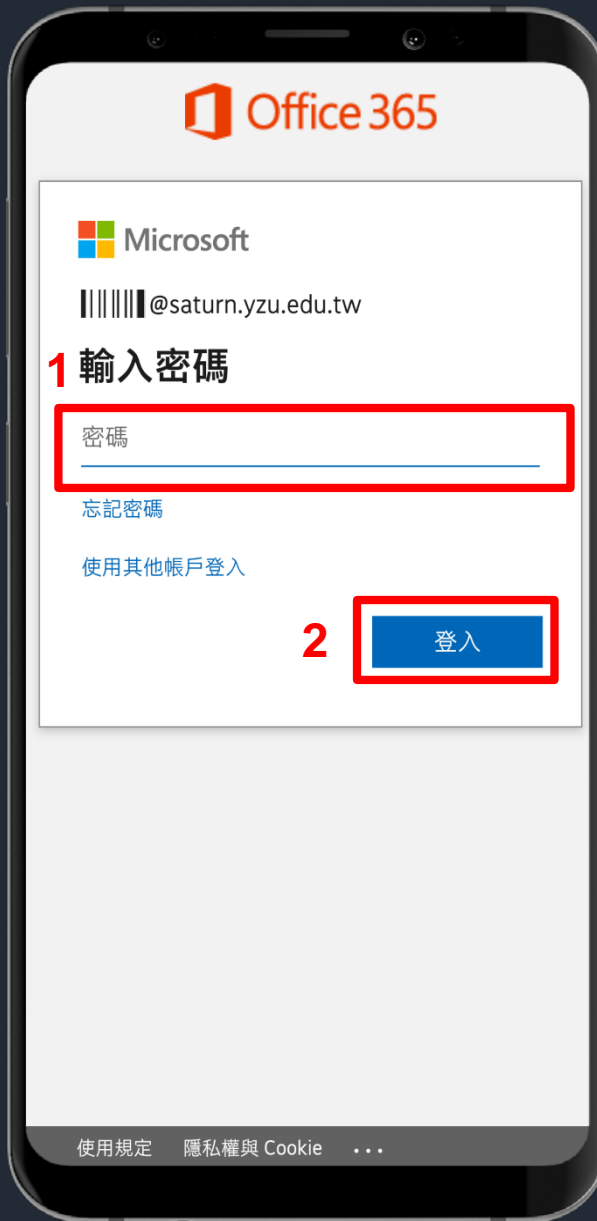 Office 365
Microsoft
@saturn.yzu.edu.tw
1 輸入密碼
密碼
忘記密碼
使用其他帳戶登入
2 登入
使用規定 隱私權與 Cookie ...